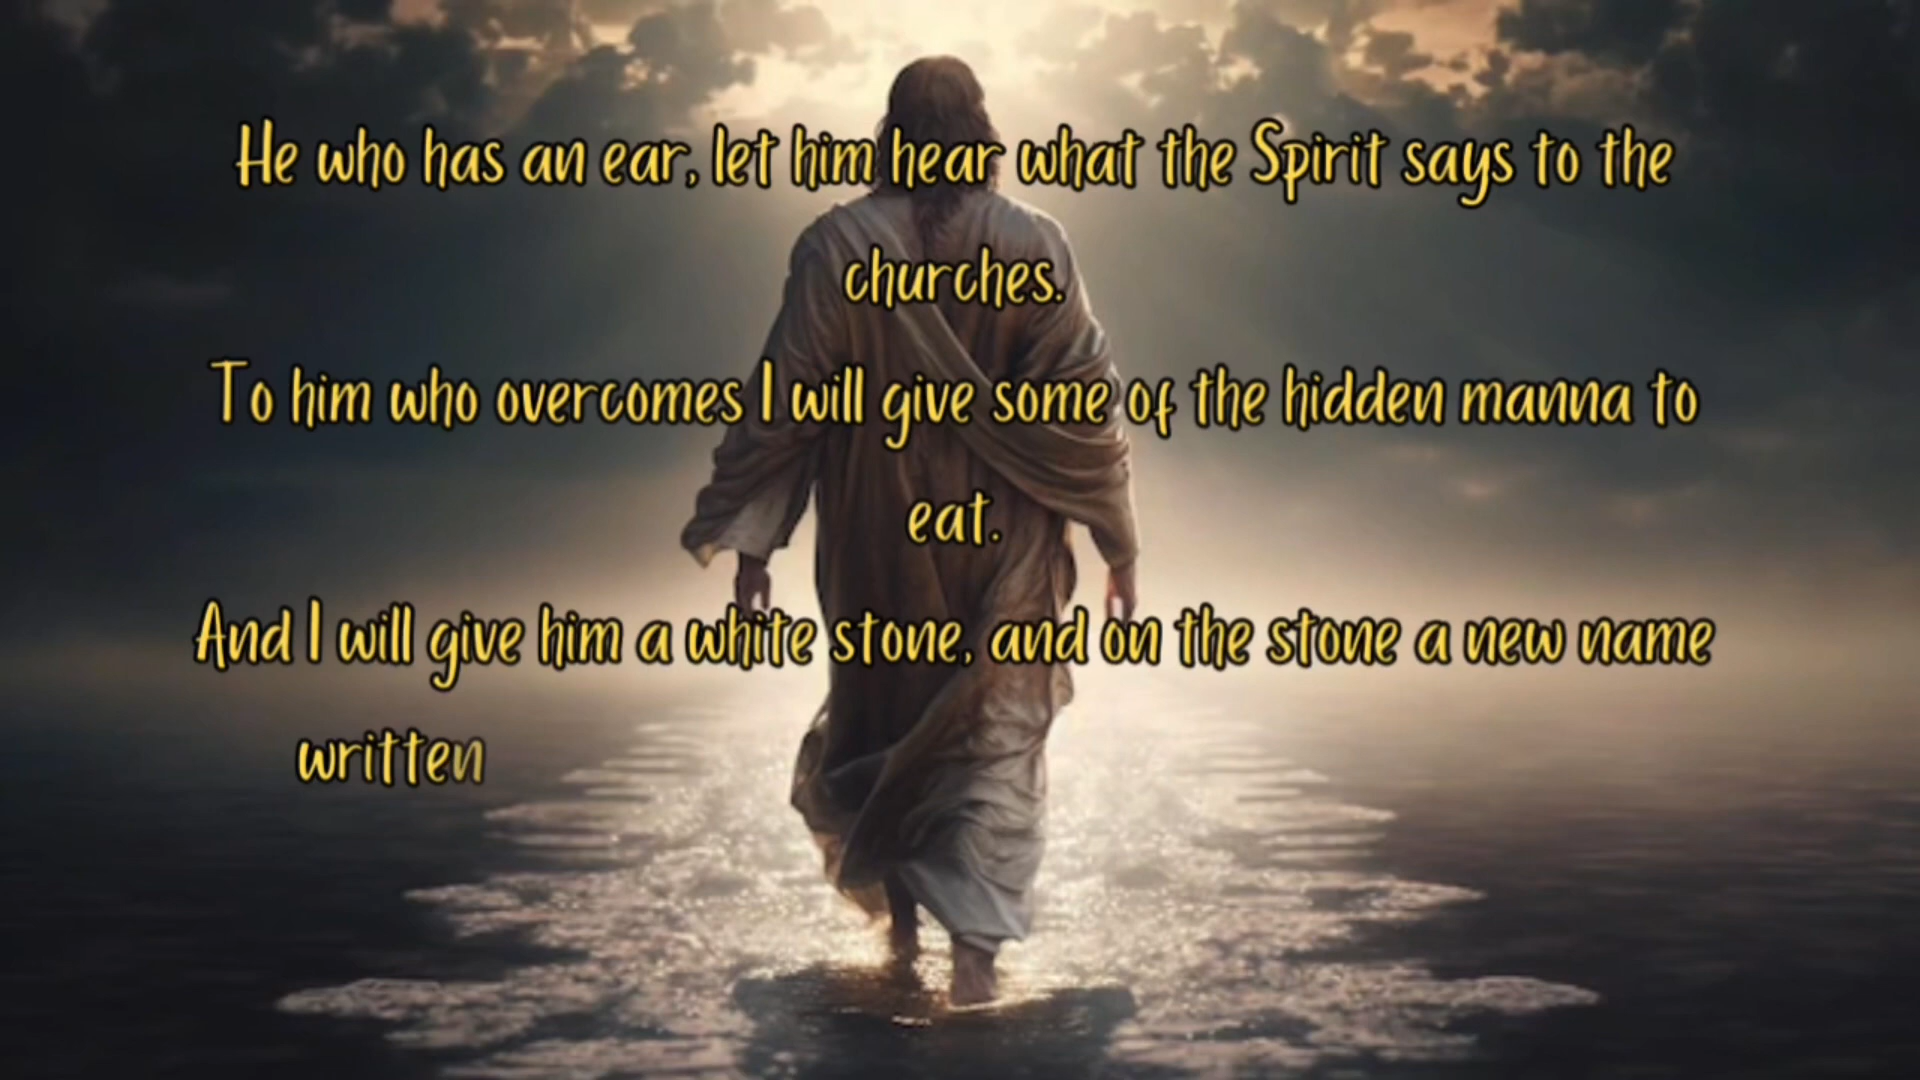 He who has an ear, let him hear what the Spirit says to the
churches.
To him who overcomes I will give some of the hidden manna to
eat.
And I will give him a white stone, and on the stone a new name
written